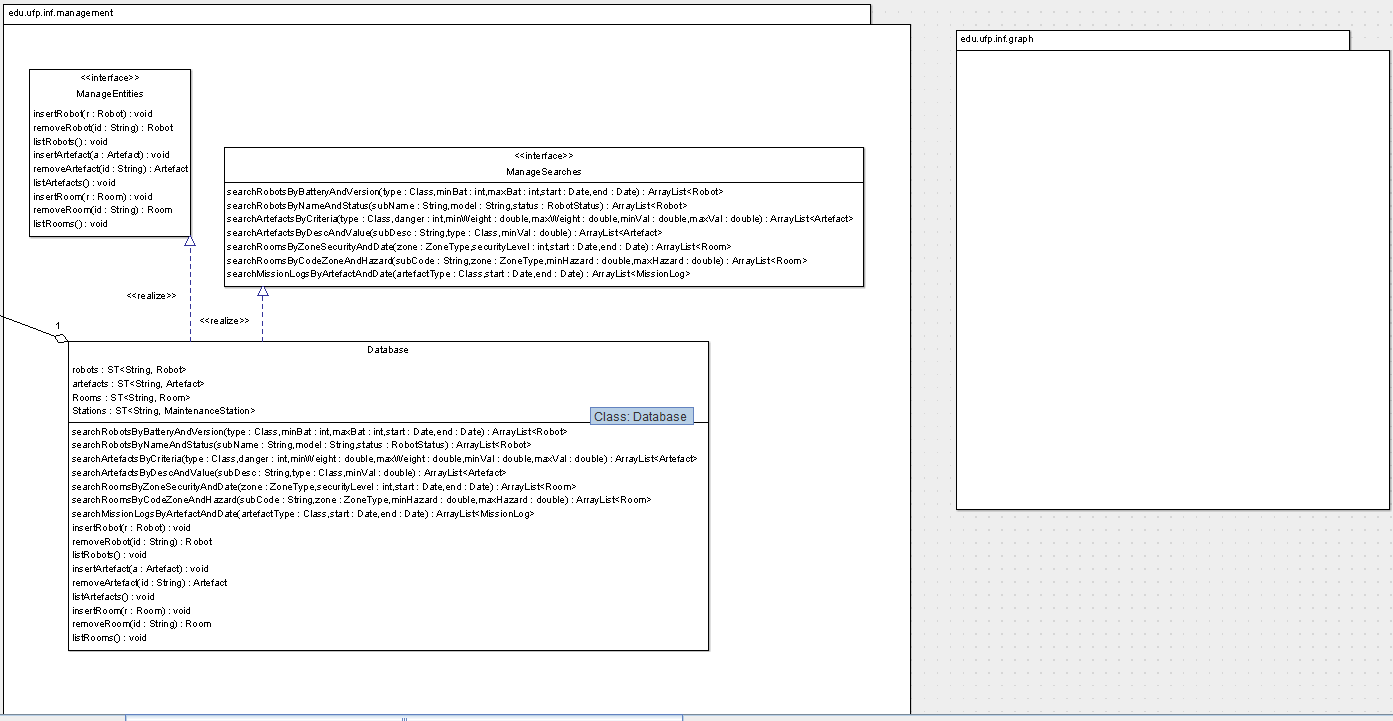 edu.ufp.inf.management
<<interface>>
ManageEntities
insertRobot(r : Robot) : void
removeRobot(id : String) : Robot
listRobots() : void
insertArtefact(a : Artefact) : void
removeArtefact(id : String) : Artefact
listArtefacts() : void
insertRoom(r : Room) : void
removeRoom(id : String) : Room
listRooms() : void
<<interface>>
ManageSearches
searchRobotsByBatteryAndVersion(type : Class,minBat : int,maxBat : int,start : Date,end : Date) : ArrayList<Robot>
searchRobotsByNameAndStatus(subName : String,model : String,status : RobotStatus) : ArrayList<Robot>
searchArtefactsByCriteria(type : Class,danger : int,minWeight : double,maxWeight : double,minVal : double,maxVal : double) : ArrayList<Artefact>
searchArtefactsByDescAndValue(subDesc : String,type : Class,minVal : double) : ArrayList<Artefact>
searchRoomsByZoneSecurityAndDate(zone : ZoneType,securityLevel : int,start : Date,end : Date) : ArrayList<Room>
searchRoomsByCodeZoneAndHazard(subCode : String,zone : ZoneType,minHazard : double,maxHazard : double) : ArrayList<Room>
searchMissionLogsByArtefactAndDate(artefactType : Class,start : Date,end : Date) : ArrayList<MissionLog>
<<realize>>
<<realize>>
1
Database
robots : ST<String, Robot>
artefacts : ST<String, Artefact>
Rooms : ST<String, Room>
Stations : ST<String, MaintenanceStation>
Class: Database
searchRobotsByBatteryAndVersion(type : Class,minBat : int,maxBat : int,start : Date,end : Date) : ArrayList<Robot>
searchRobotsByNameAndStatus(subName : String,model : String,status : RobotStatus) : ArrayList<Robot>
searchArtefactsByCriteria(type : Class,danger : int,minWeight : double,maxWeight : double,minVal : double,maxVal : double) : ArrayList<Artefact>
searchArtefactsByDescAndValue(subDesc : String,type : Class,minVal : double) : ArrayList<Artefact>
searchRoomsByZoneSecurityAndDate(zone : ZoneType,securityLevel : int,start : Date,end : Date) : ArrayList<Room>
searchRoomsByCodeZoneAndHazard(subCode : String,zone : ZoneType,minHazard : double,maxHazard : double) : ArrayList<Room>
searchMissionLogsByArtefactAndDate(artefactType : Class,start : Date,end : Date) : ArrayList<MissionLog>
insertRobot(r : Robot) : void
removeRobot(id : String) : Robot
listRobots() : void
insertArtefact(a : Artefact) : void
removeArtefact(id : String) : Artefact
listArtefacts() : void
insertRoom(r : Room) : void
removeRoom(id : String) : Room
listRooms() : void
edu.ufp.inf.graph